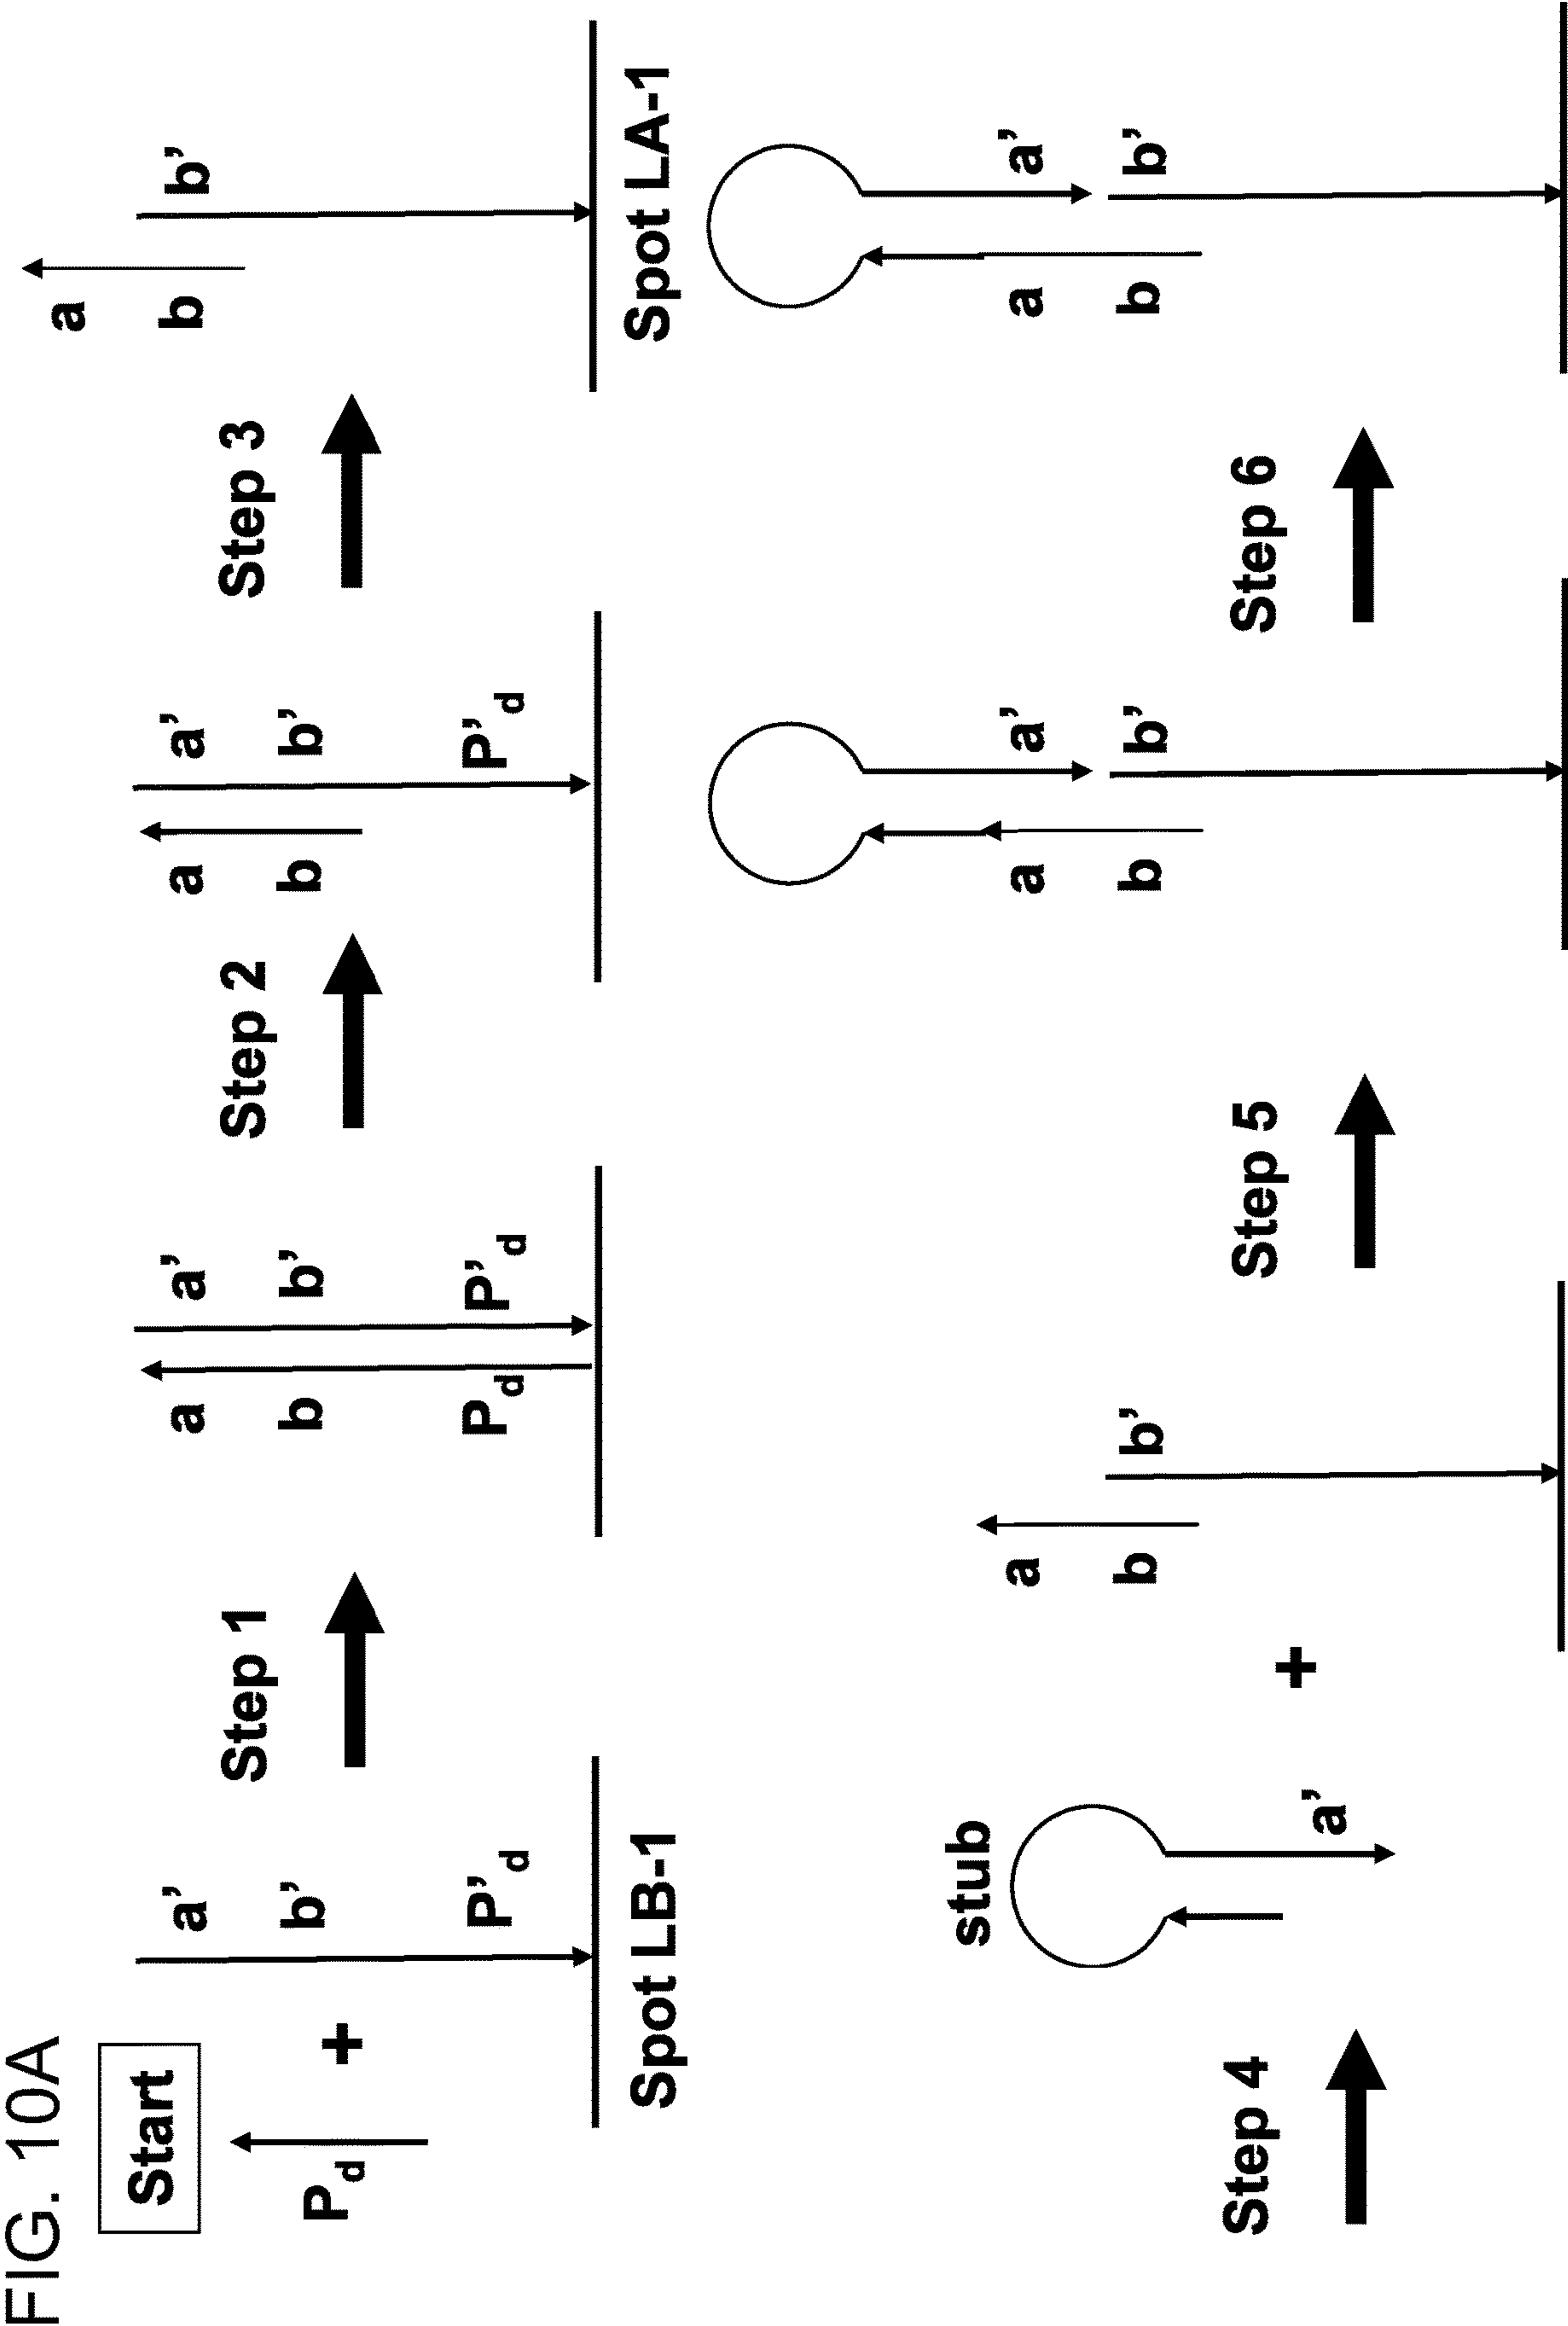 FIG. 10A
Start
P_d
+
a'
b'
P'_d
Spot LB-1
Step 1
a
b
P_d
a'
b'
P'_d
Step 2
a
b
a'
b'
P'_d
Step 3
a
b
b'
Spot LA-1
Step 4
stub
a'
+
a
b
b'
Step 5
a
b
a'
b'
Step 6
a
b
a'
b'